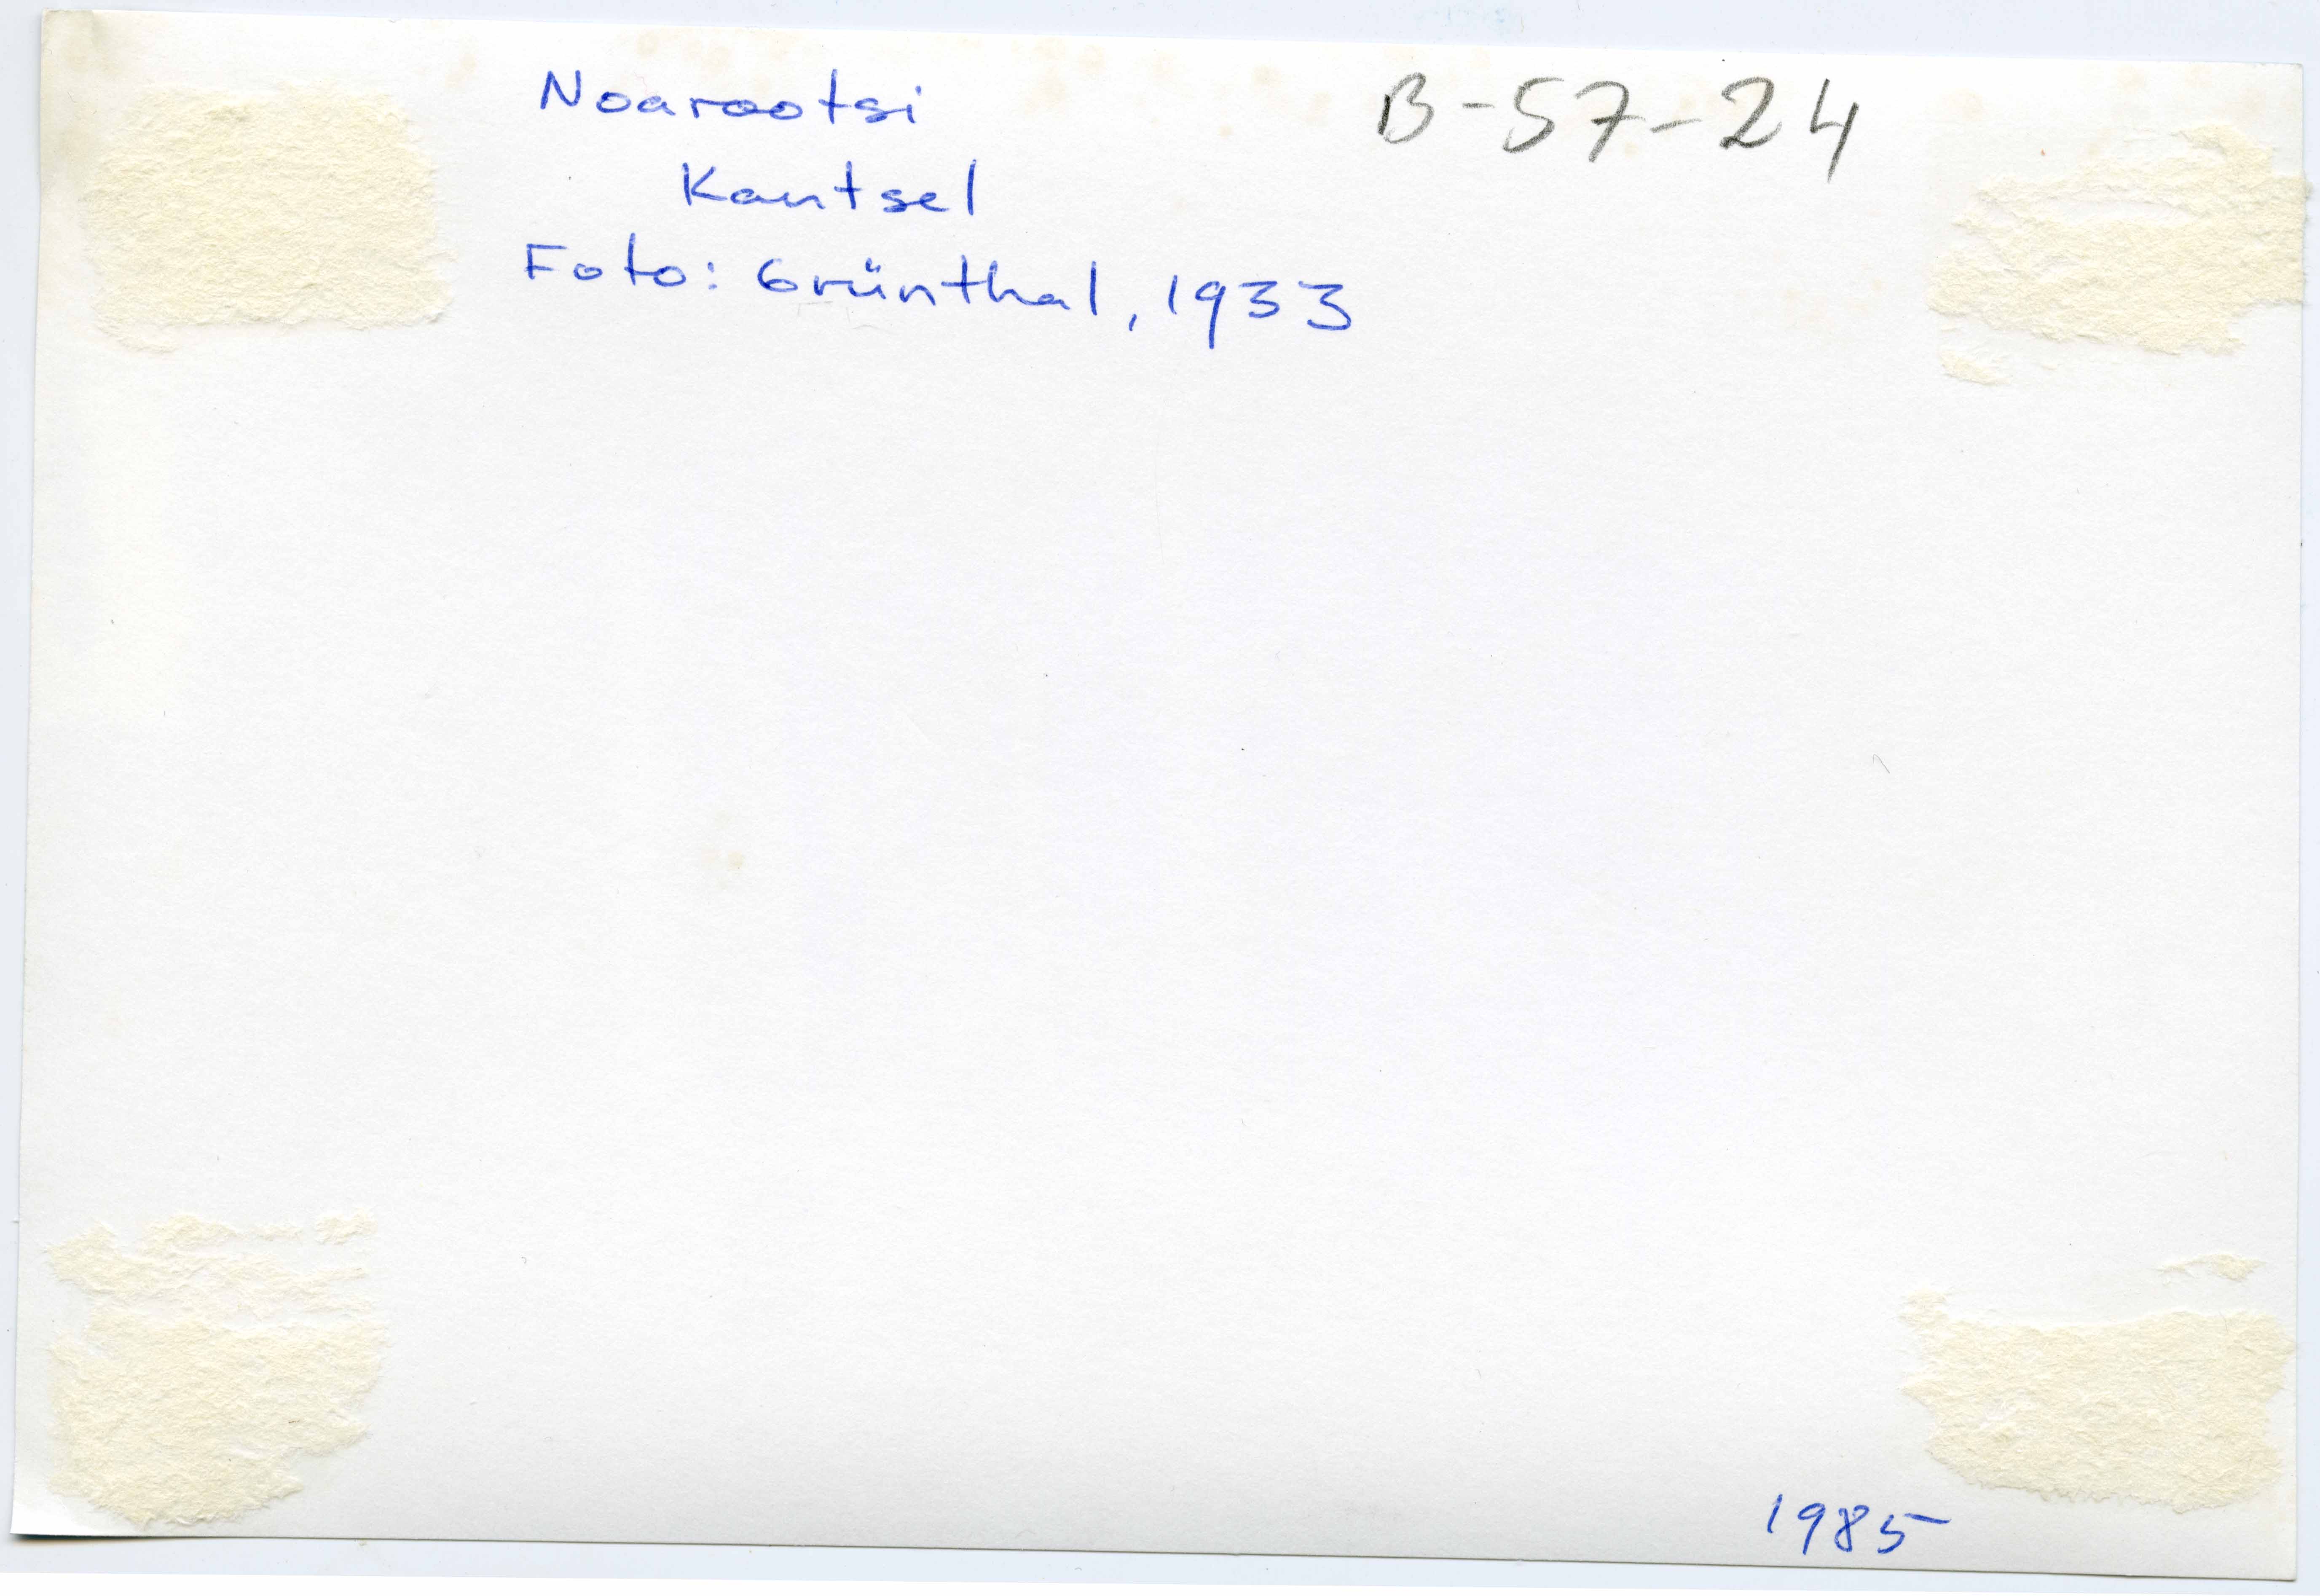 Noarootsi
B-57-24
Kantsel
Foto: Grünthal, 1933
1985